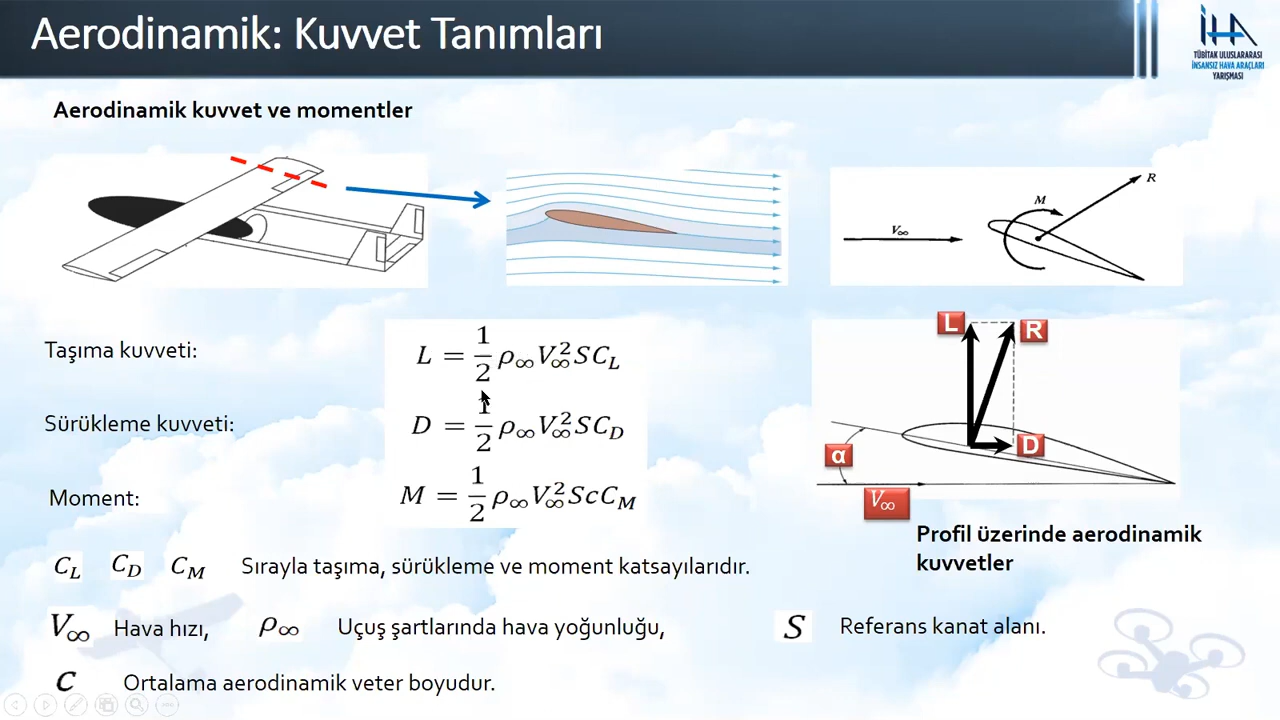 Aerodinamik: Kuvvet Tanımları
İHA
TÜBİTAK ULUSLARARASI
İNSANSIZ HAVA ARAÇLARI
YARIŞMASI
Aerodinamik kuvvet ve momentler
R
M
V∞
Taşıma kuvveti:
L = 1/2 ρ∞V∞²SC_L
Sürükleme kuvveti:
D = 1/2 ρ∞V∞²SC_D
Moment:
M = 1/2 ρ∞V∞²ScC_M
L
R
D
α
V∞
Profil üzerinde aerodinamik
kuvvetler
C_L C_D C_M Sırayla taşıma, sürükleme ve moment katsayılarıdır.
V∞ Hava hızı, ρ∞ Uçuş şartlarında hava yoğunluğu, S Referans kanat alanı.
c Ortalama aerodinamik veter boyudur.